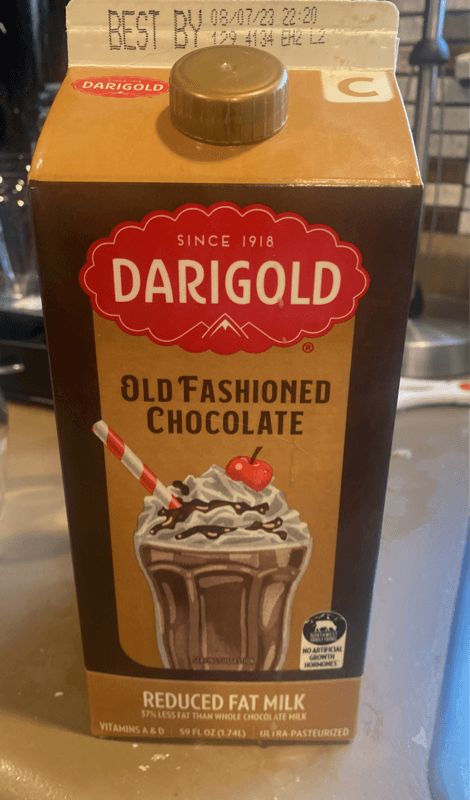 BEST BY 08/07/23 22:20
129 4134 EH2 L2
DARIGOLD
C
SINCE 1918
DARIGOLD
®
OLD FASHIONED
CHOCOLATE
NO ARTIFICIAL
GROWTH
HORMONES
REDUCED FAT MILK
37% LESS FAT THAN WHOLE CHOCOLATE MILK
VITAMINS A & D 59 FL OZ (1.74L) ULTRA-PASTEURIZED